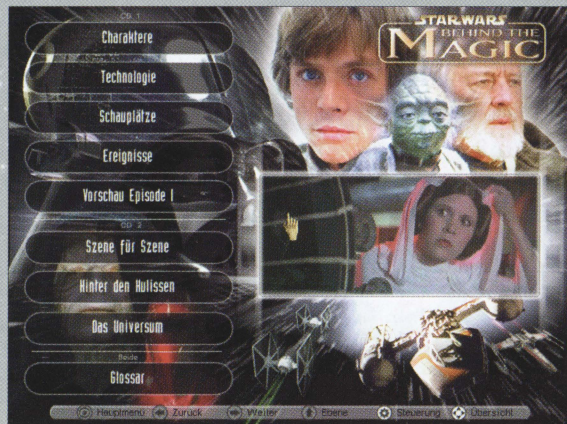 CD 1
Charaktere
Technologie
Schauplätze
Ereignisse
Vorschau Episode I
CD 2
Szene für Szene
Hinter den Kulissen
Das Universum
Beide
Glossar
STAR WARS
BEHIND THE
MAGIC
Hauptmenü Zurück Weiter Ebene Steuerung Übersicht